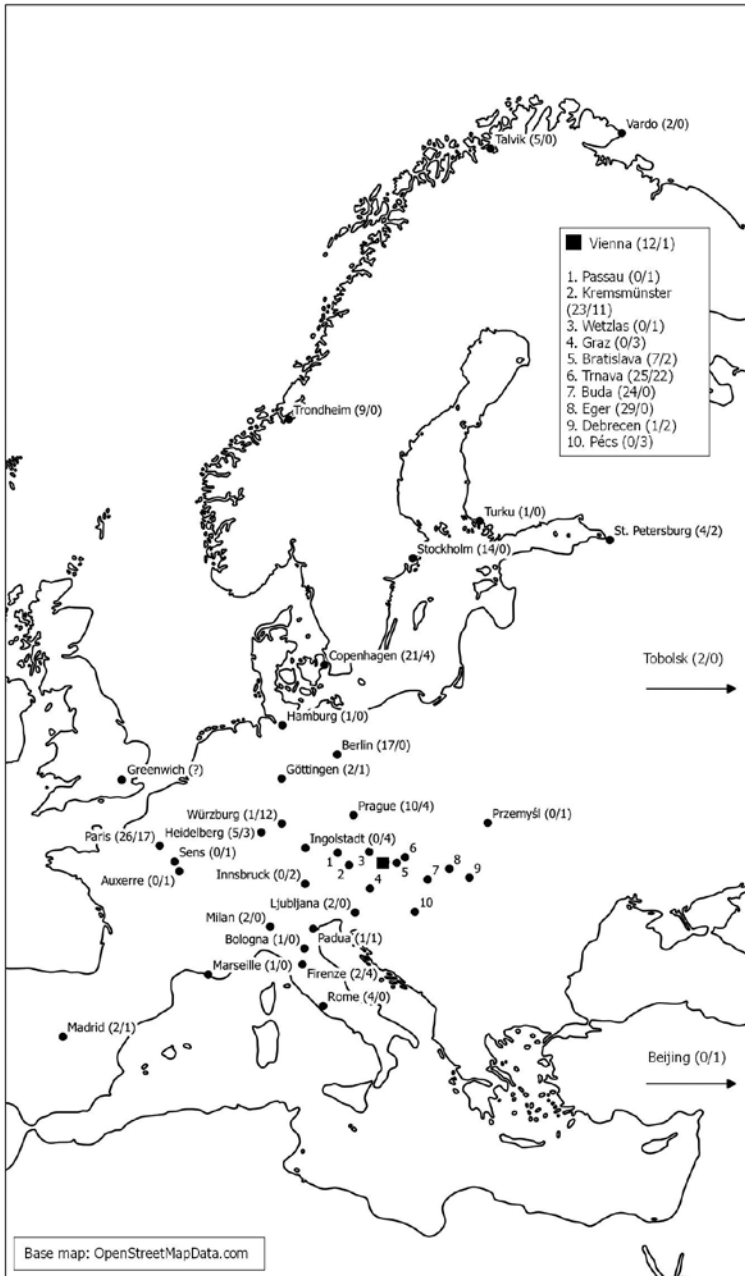 Vardo (2/0)
Talvik (5/0)
Vienna (12/1)
1. Passau (0/1)
2. Kremsmünster
(23/11)
3. Wetzlas (0/1)
4. Graz (0/3)
5. Bratislava (7/2)
6. Trnava (25/22)
7. Buda (24/0)
8. Eger (29/0)
9. Debrecen (1/2)
10. Pécs (0/3)
Trondheim (9/0)
Turku (1/0)
St. Petersburg (4/2)
Stockholm (14/0)
Copenhagen (21/4)
Tobolsk (2/0)
Hamburg (1/0)
Berlin (17/0)
Greenwich (?)
Göttingen (2/1)
Prague (10/4)
Würzburg (1/12)
Przemyśl (0/1)
Paris (26/17)
Heidelberg (5/3)
Ingolstadt (0/4)
Sens (0/1)
1
2
3
4
5
6
7
8
9
10
Auxerre (0/1)
Innsbruck (0/2)
Ljubljana (2/0)
Milan (2/0)
Padua (1/1)
Bologna (1/0)
Marseille (1/0)
Firenze (2/4)
Rome (4/0)
Madrid (2/1)
Beijing (0/1)
Base map: OpenStreetMapData.com